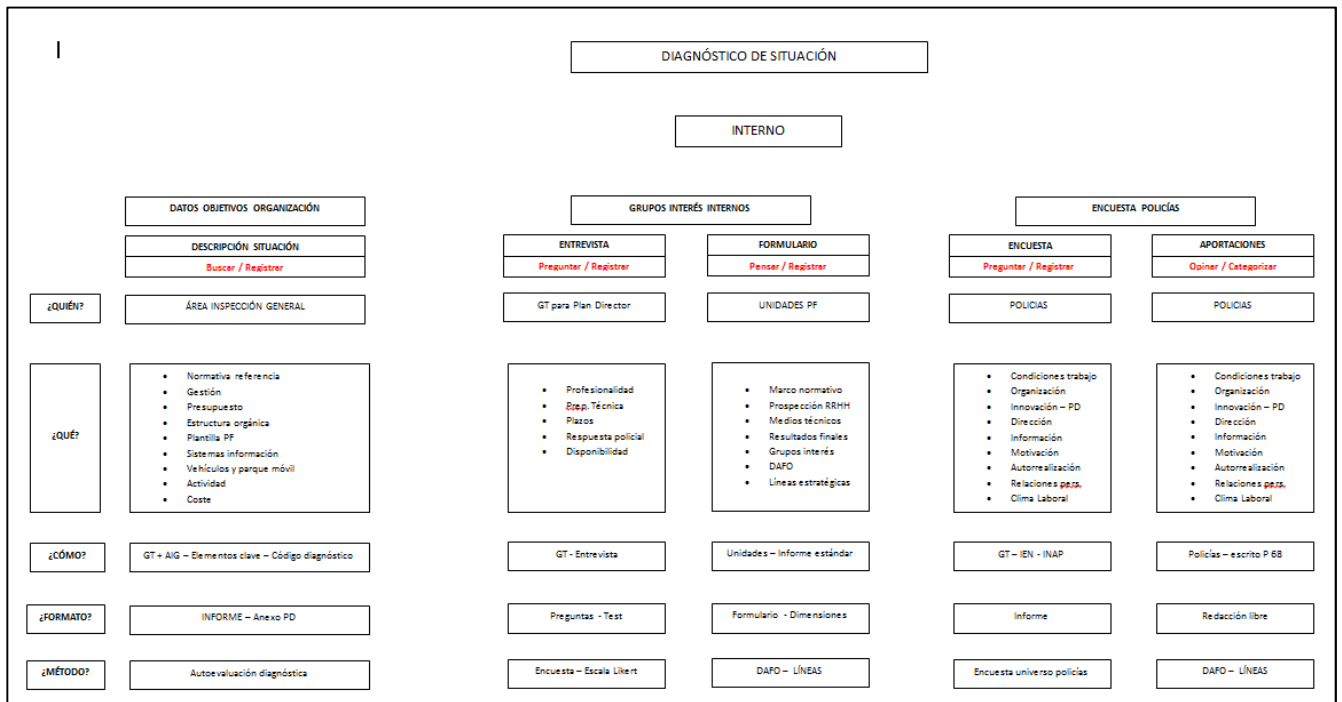 DIAGNÓSTICO DE SITUACIÓN
INTERNO
DATOS OBJETIVOS ORGANIZACIÓN
GRUPOS INTERÉS INTERNOS
ENCUESTA POLICÍAS
DESCRIPCIÓN SITUACIÓN
Buscar / Registrar
ENTREVISTA
Preguntar / Registrar
FORMULARIO
Pensar / Registrar
ENCUESTA
Preguntar / Registrar
APORTACIONES
Opinar / Categorizar
¿QUIÉN?
ÁREA INSPECCIÓN GENERAL
GT para Plan Director
UNIDADES PF
POLICIAS
POLICIAS
¿QUÉ?
• Normativa referencia
• Gestión
• Presupuesto
• Estructura orgánica
• Plantilla PF
• Sistemas información
• Vehículos y parque móvil
• Actividad
• Coste
• Profesionalidad
• Prep. Técnica
• Plazos
• Respuesta policial
• Disponibilidad
• Marco normativo
• Prospección RRHH
• Medios técnicos
• Resultados finales
• Grupos interés
• DAFO
• Líneas estratégicas
• Condiciones trabajo
• Organización
• Innovación – PD
• Dirección
• Información
• Motivación
• Autorrealización
• Relaciones pers.
• Clima Laboral
• Condiciones trabajo
• Organización
• Innovación – PD
• Dirección
• Información
• Motivación
• Autorrealización
• Relaciones pers.
• Clima Laboral
¿CÓMO?
GT + AIG – Elementos clave – Código diagnóstico
GT - Entrevista
Unidades – Informe estándar
GT – IEN - INAP
Policías – escrito P 68
¿FORMATO?
INFORME – Anexo PD
Preguntas - Test
Formulario - Dimensiones
Informe
Redacción libre
¿MÉTODO?
Autoevaluación diagnóstica
Encuesta – Escala Likert
DAFO – LÍNEAS
Encuesta universo policías
DAFO – LÍNEAS